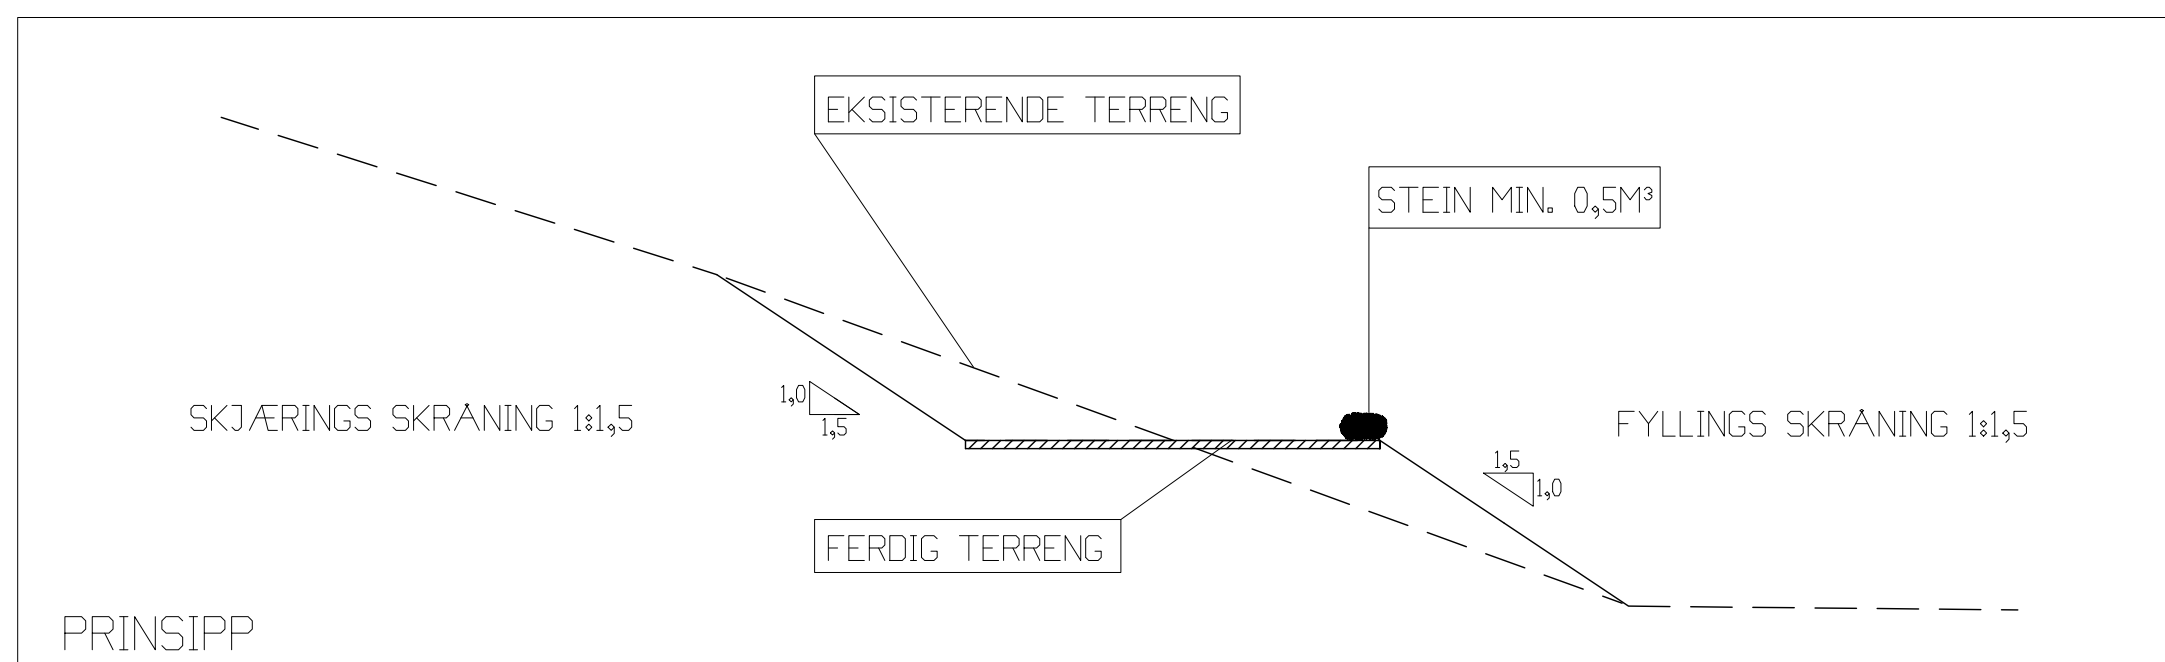 EKSISTERENDE TERRENG
STEIN MIN. 0,5M³
1,0
1,5
SKJÆRINGS SKRÅNING 1:1,5
FYLLINGS SKRÅNING 1:1,5
1,5
1,0
FERDIG TERRENG
PRINSIPP